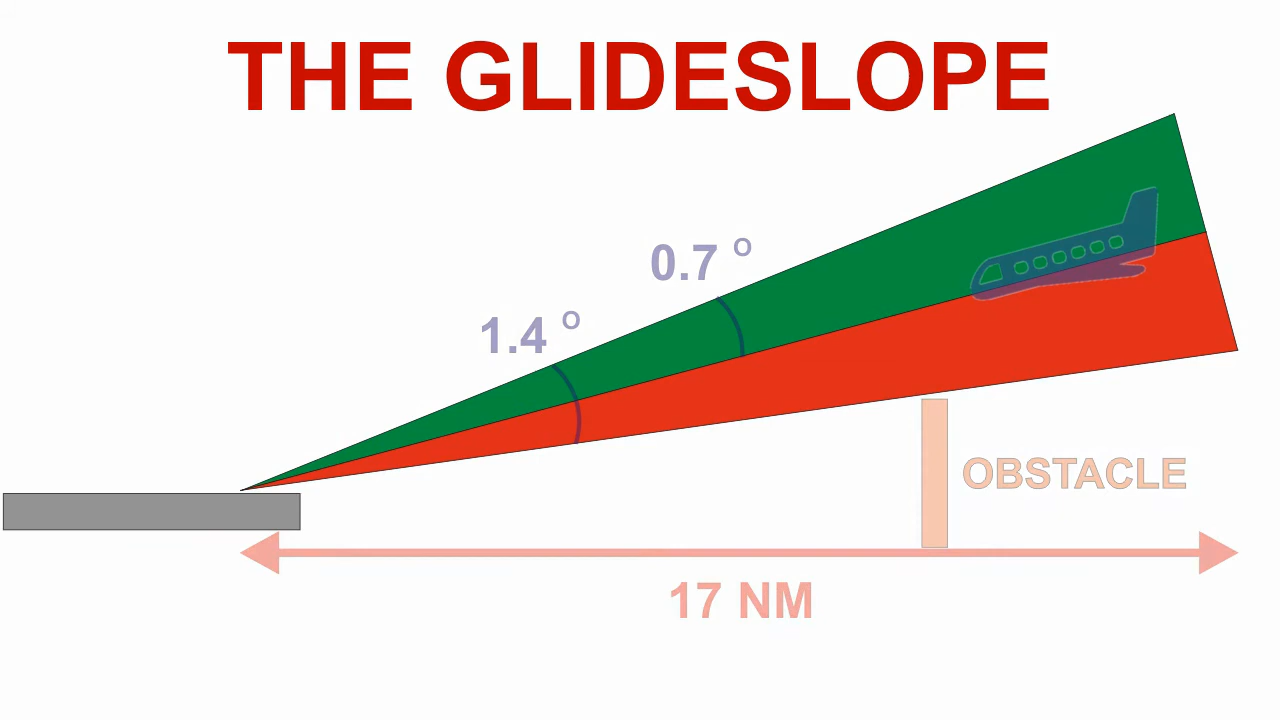 THE GLIDESLOPE
0.7 º
1.4 º
OBSTACLE
17 NM